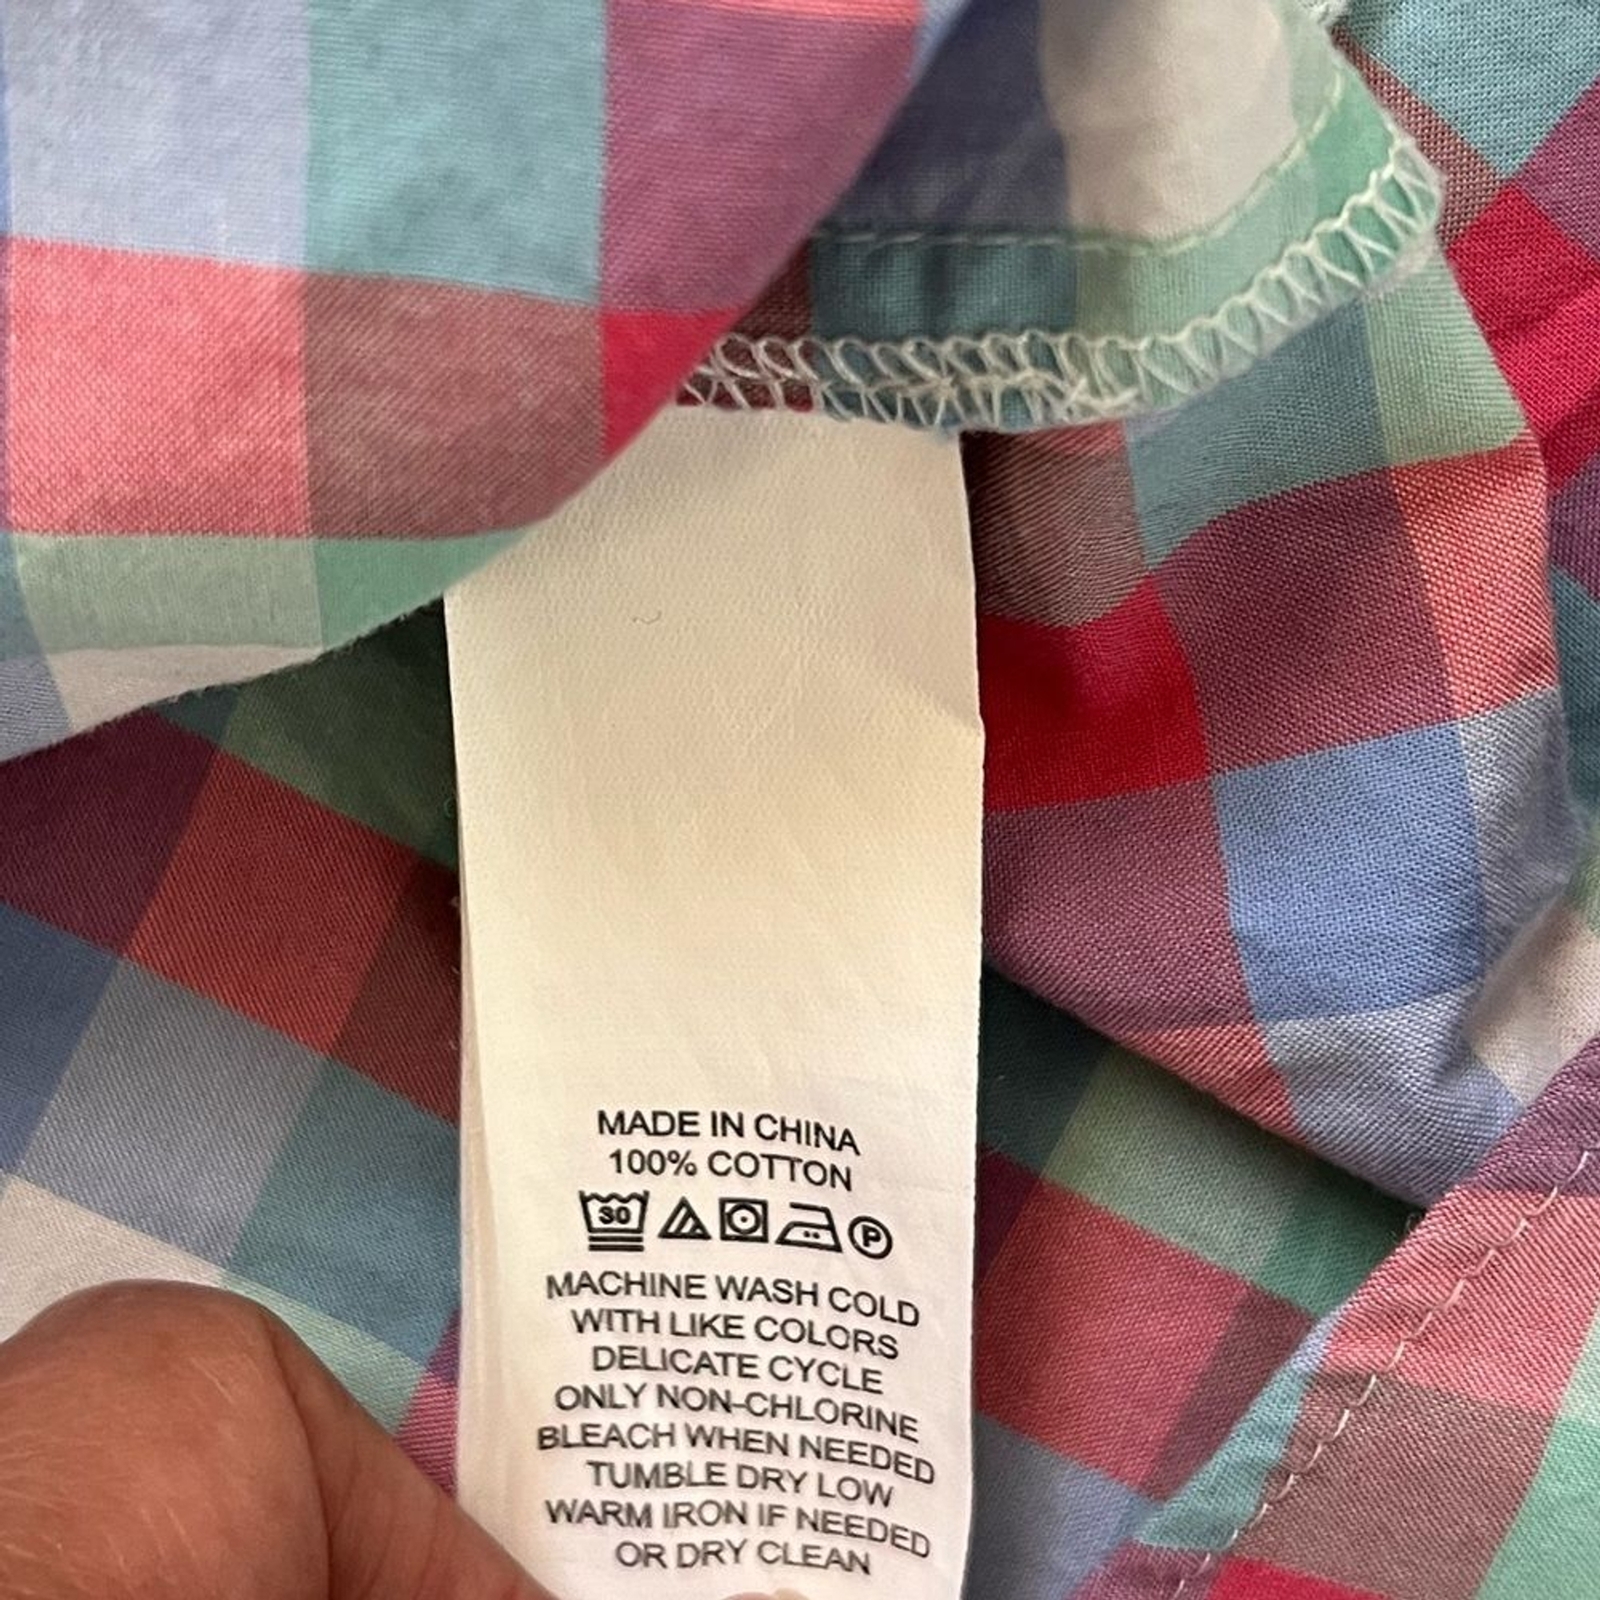 MADE IN CHINA
100% COTTON
30 P
MACHINE WASH COLD
WITH LIKE COLORS
DELICATE CYCLE
ONLY NON-CHLORINE
BLEACH WHEN NEEDED
TUMBLE DRY LOW
WARM IRON IF NEEDED
OR DRY CLEAN